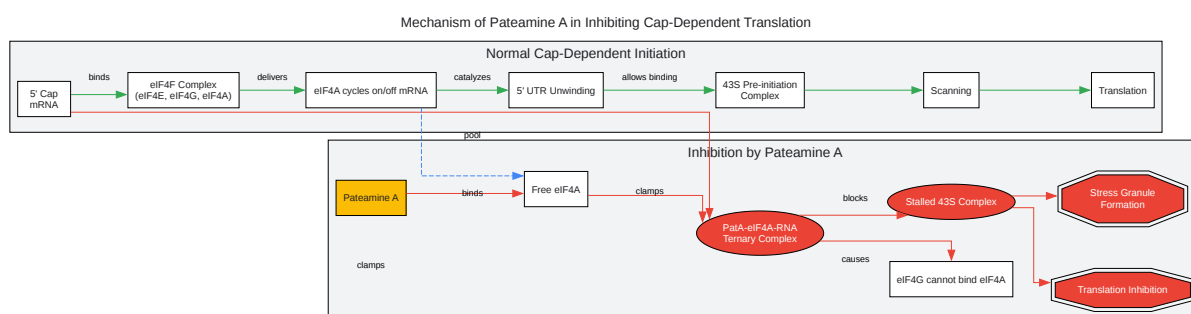 Mechanism of Pateamine A in Inhibiting Cap-Dependent Translation
Normal Cap-Dependent Initiation
5' Cap
mRNA
binds
eIF4F Complex
(eIF4E, eIF4G, eIF4A)
delivers
eIF4A cycles on/off mRNA
catalyzes
5' UTR Unwinding
allows binding
43S Pre-initiation
Complex
Scanning
Translation
pool
Inhibition by Pateamine A
Pateamine A
binds
Free eIF4A
clamps
PatA-eIF4A-RNA
Ternary Complex
blocks
Stalled 43S Complex
Stress Granule
Formation
clamps
causes
eIF4G cannot bind eIF4A
Translation Inhibition